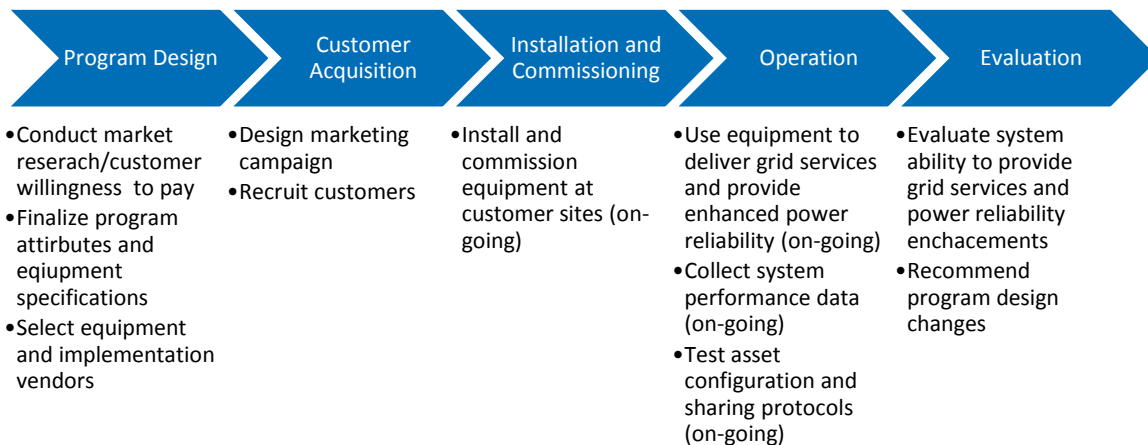 Program Design
Customer
Acquisition
Installation and
Commissioning
Operation
Evaluation
•Conduct market
reserach/customer
willingness to pay
•Finalize program
attirbutes and
eqiupment
specifications
•Select equipment
and implementation
vendors
•Design marketing
campaign
•Recruit customers
•Install and
commission
equipment at
customer sites (on-
going)
•Use equipment to
deliver grid services
and provide
enhanced power
reliability (on-going)
•Collect system
performance data
(on-going)
•Test asset
configuration and
sharing protocols
(on-going)
•Evaluate system
ability to provide
grid services and
power reliability
enchacements
•Recommend
program design
changes